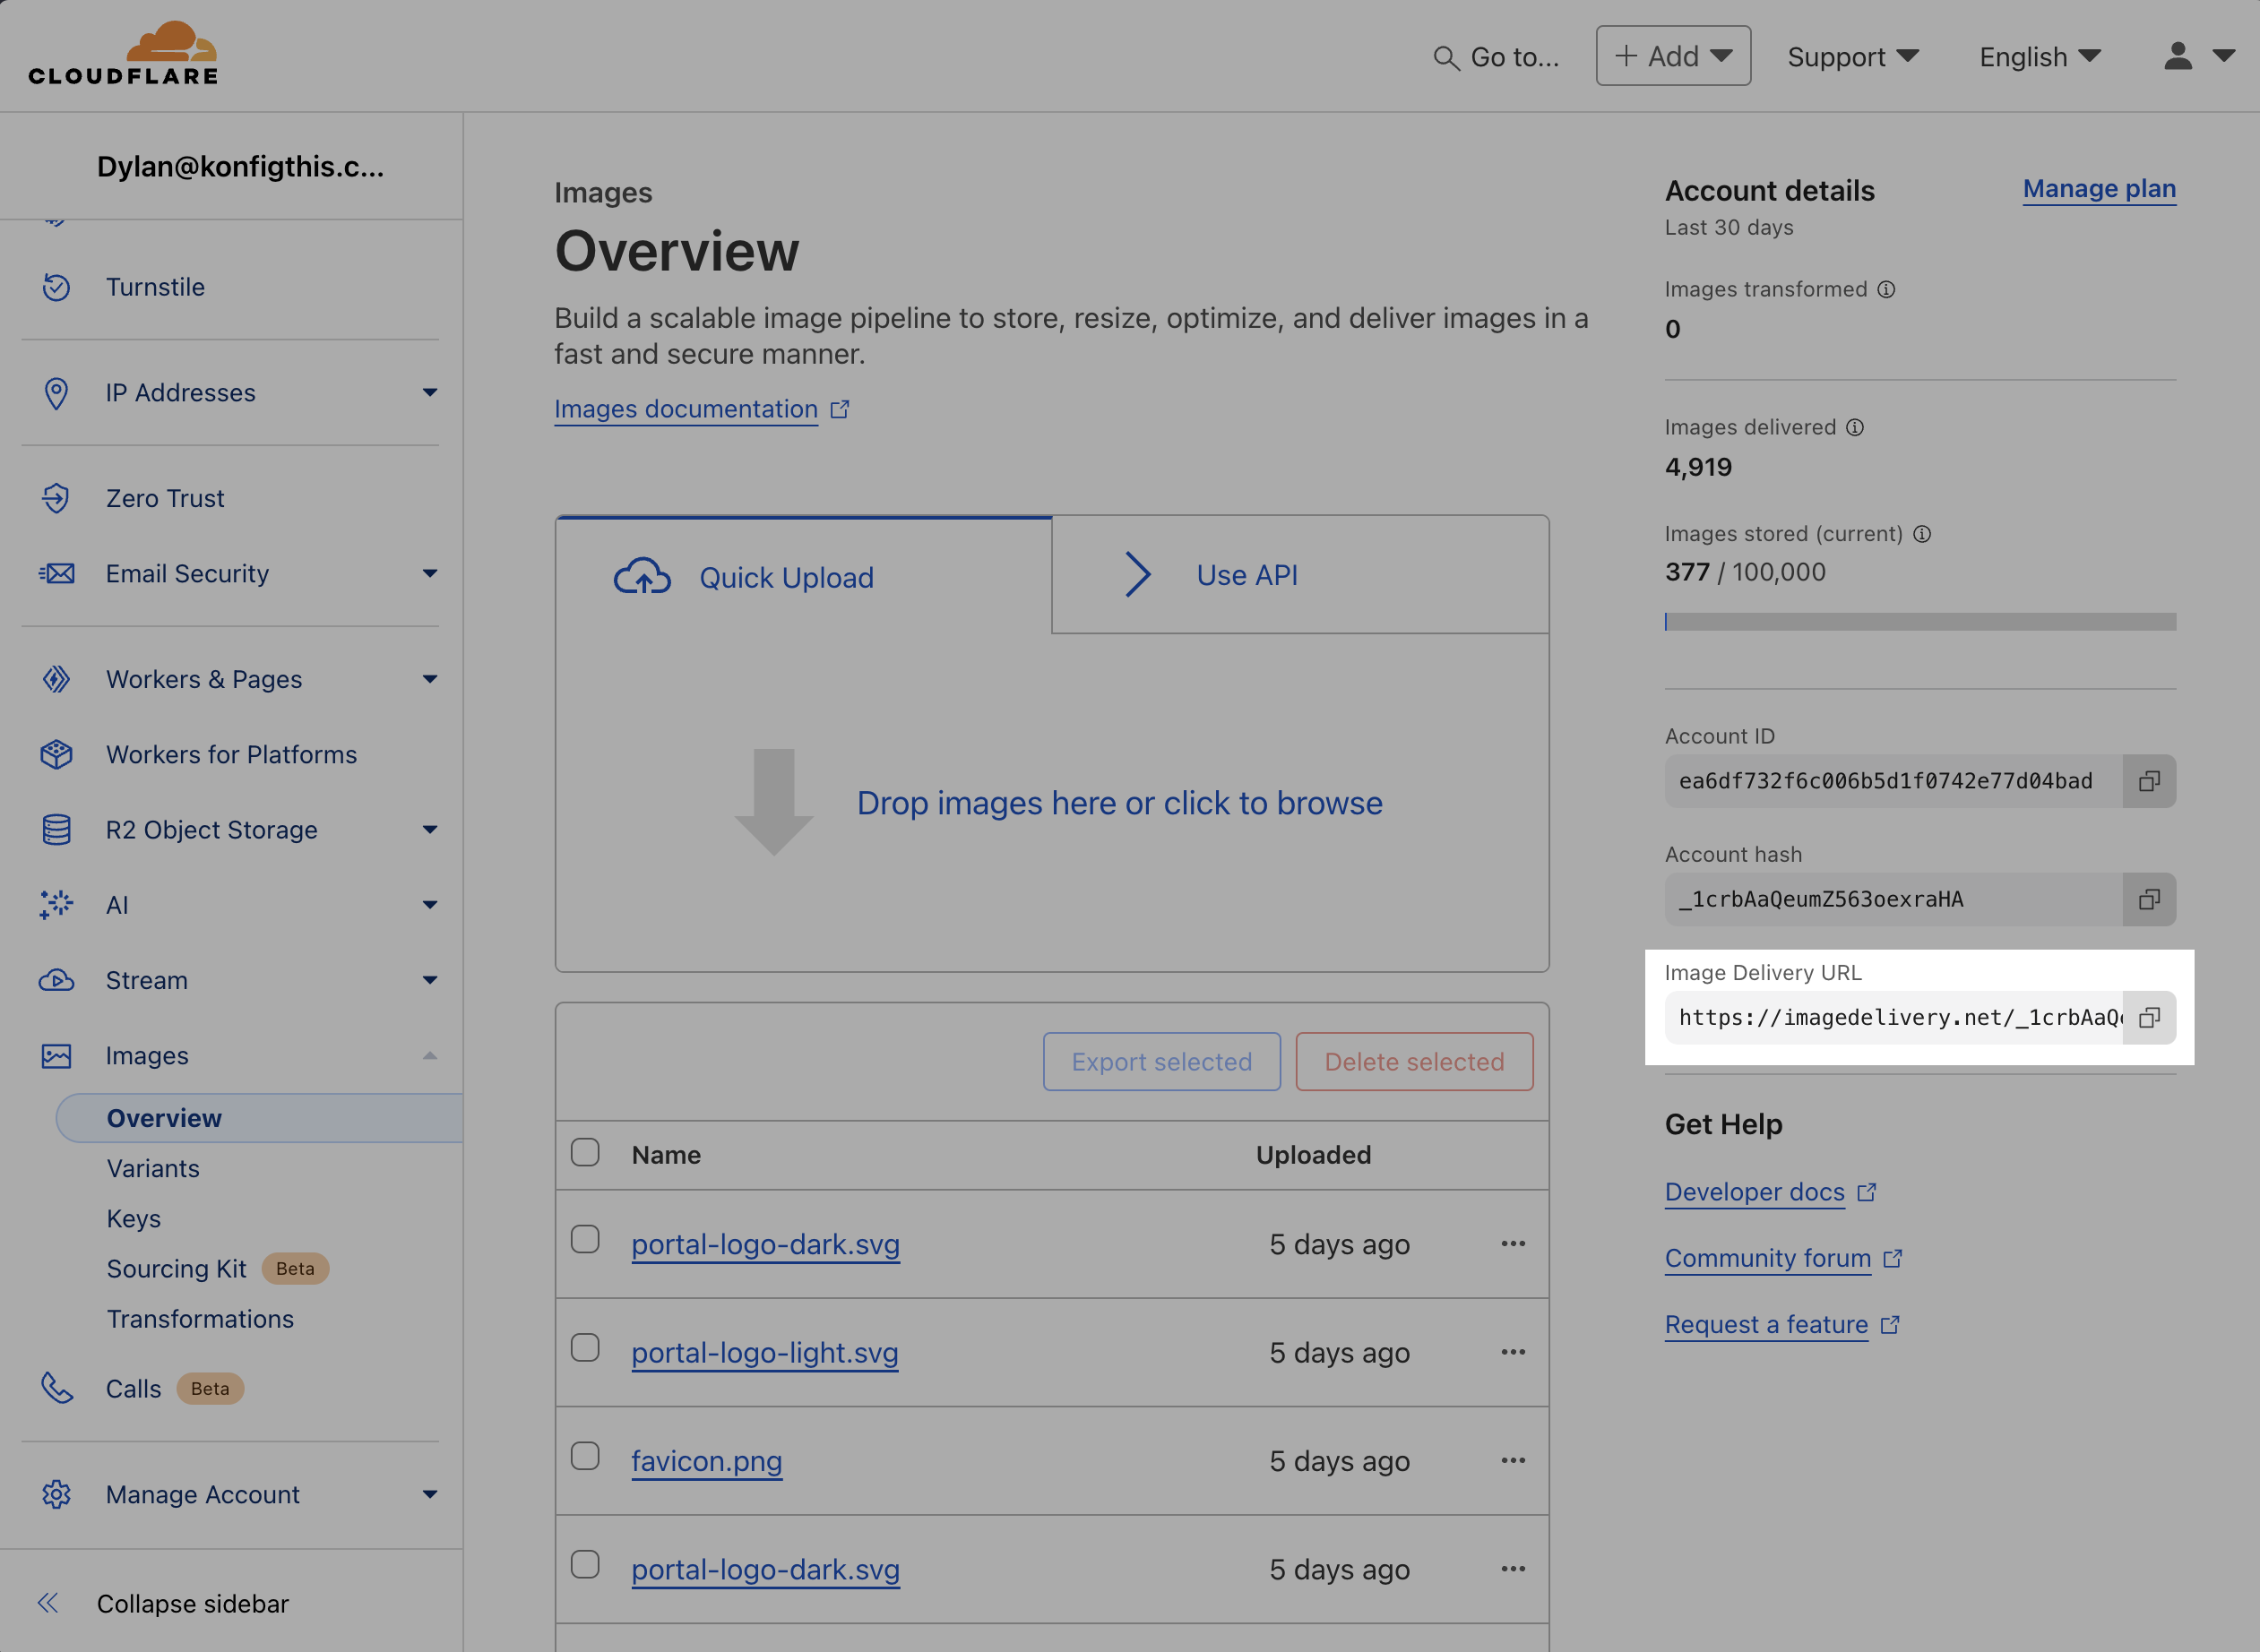 CLOUDFLARE
Go to...
Add
Support
English
Dylan@konfigthis.c...
Turnstile
IP Addresses
Zero Trust
Email Security
Workers & Pages
Workers for Platforms
R2 Object Storage
AI
Stream
Images
Overview
Variants
Keys
Sourcing Kit Beta
Transformations
Calls Beta
Manage Account
Collapse sidebar
Images
Overview
Build a scalable image pipeline to store, resize, optimize, and deliver images in a
fast and secure manner.
Images documentation
Quick Upload
Use API
Drop images here or click to browse
Export selected
Delete selected
Name Uploaded
portal-logo-dark.svg 5 days ago
portal-logo-light.svg 5 days ago
favicon.png 5 days ago
portal-logo-dark.svg 5 days ago
Account details
Manage plan
Last 30 days
Images transformed
0
Images delivered
4,919
Images stored (current)
377 / 100,000
Account ID
ea6df732f6c006b5d1f0742e77d04bad
Account hash
_1crbAaQeumZ563oexraHA
Image Delivery URL
https://imagedelivery.net/_1crbAaQe
Get Help
Developer docs
Community forum
Request a feature